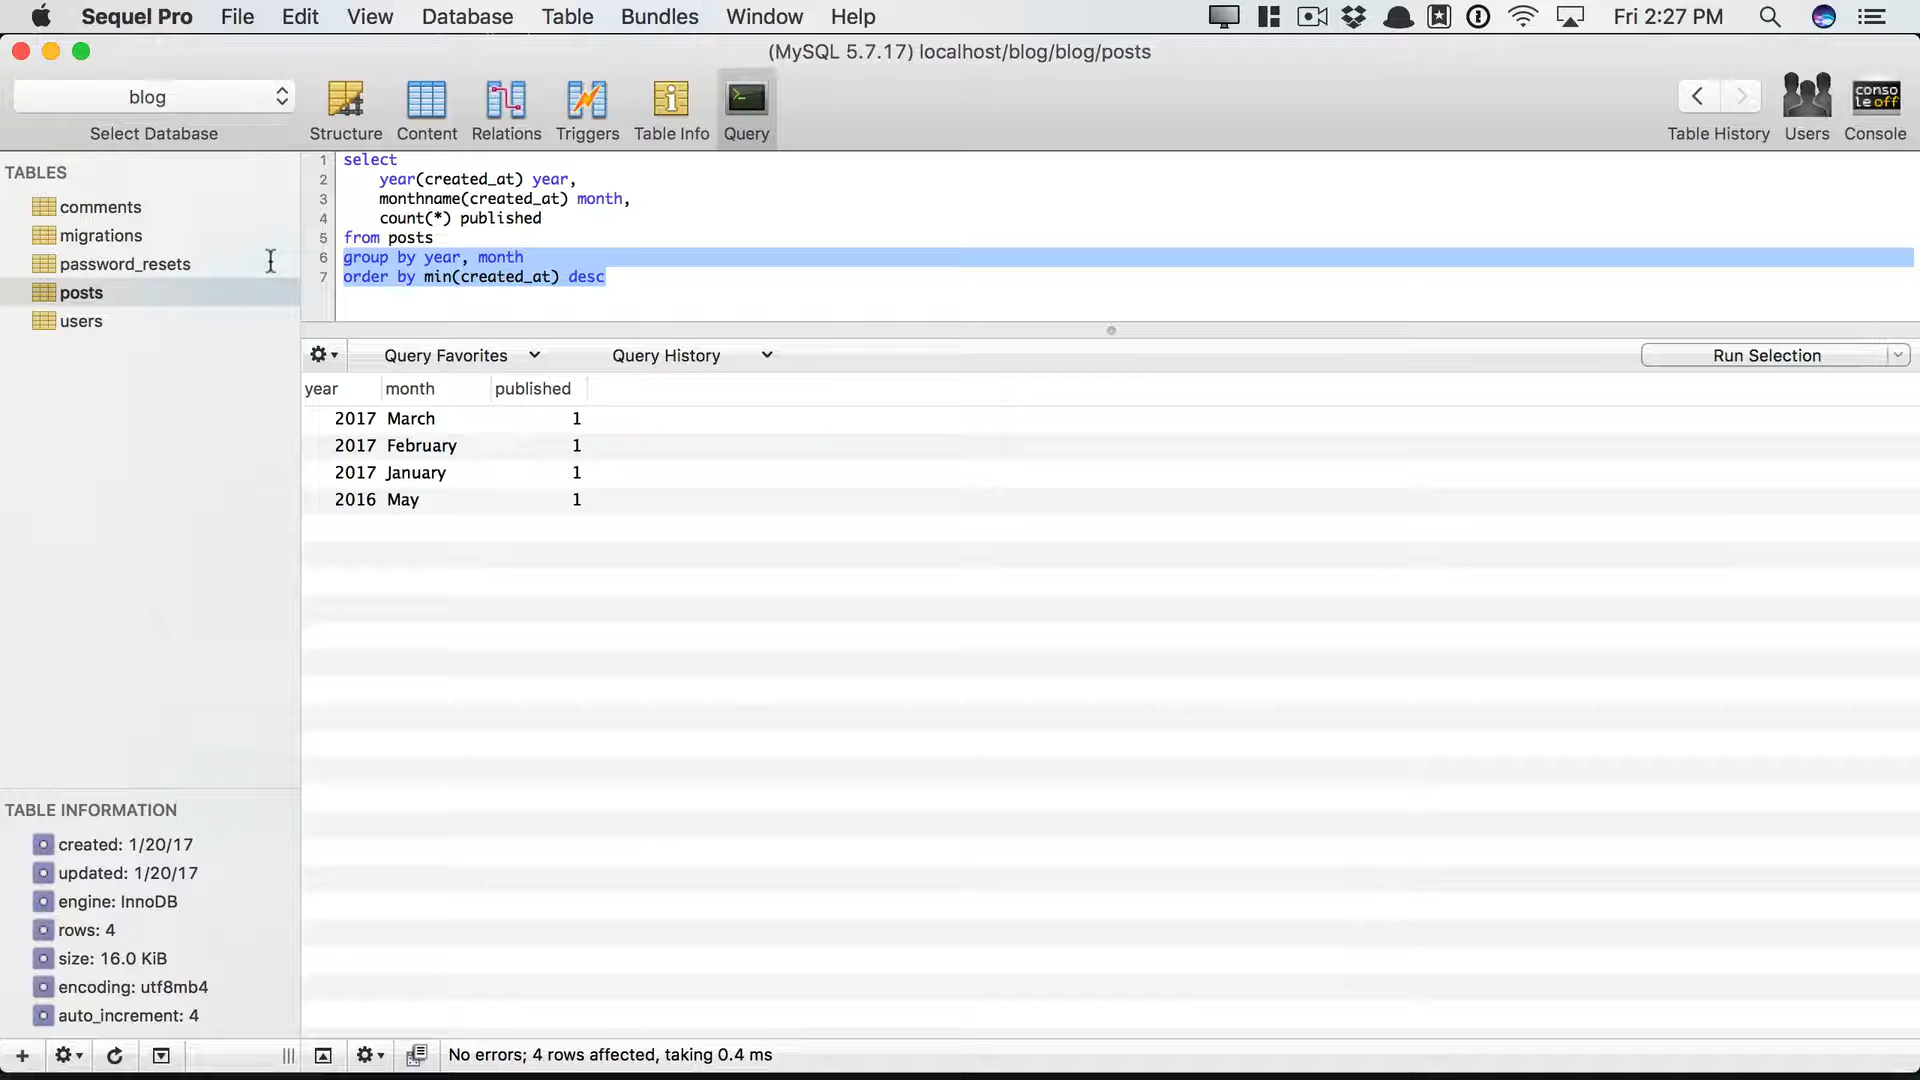 Sequel Pro File Edit View Database Table Bundles Window Help Fri 2:27 PM
(MySQL 5.7.17) localhost/blog/blog/posts
blog
Select Database
Structure Content Relations Triggers Table Info Query
conso
le off
Table History Users Console
TABLES
comments
migrations
password_resets
posts
users
1 select
2 year(created_at) year,
3 monthname(created_at) month,
4 count(*) published
5 from posts
6 group by year, month
7 order by min(created_at) desc
Query Favorites Query History Run Selection
year month published
2017 March 1
2017 February 1
2017 January 1
2016 May 1
TABLE INFORMATION
created: 1/20/17
updated: 1/20/17
engine: InnoDB
rows: 4
size: 16.0 KiB
encoding: utf8mb4
auto_increment: 4
No errors; 4 rows affected, taking 0.4 ms